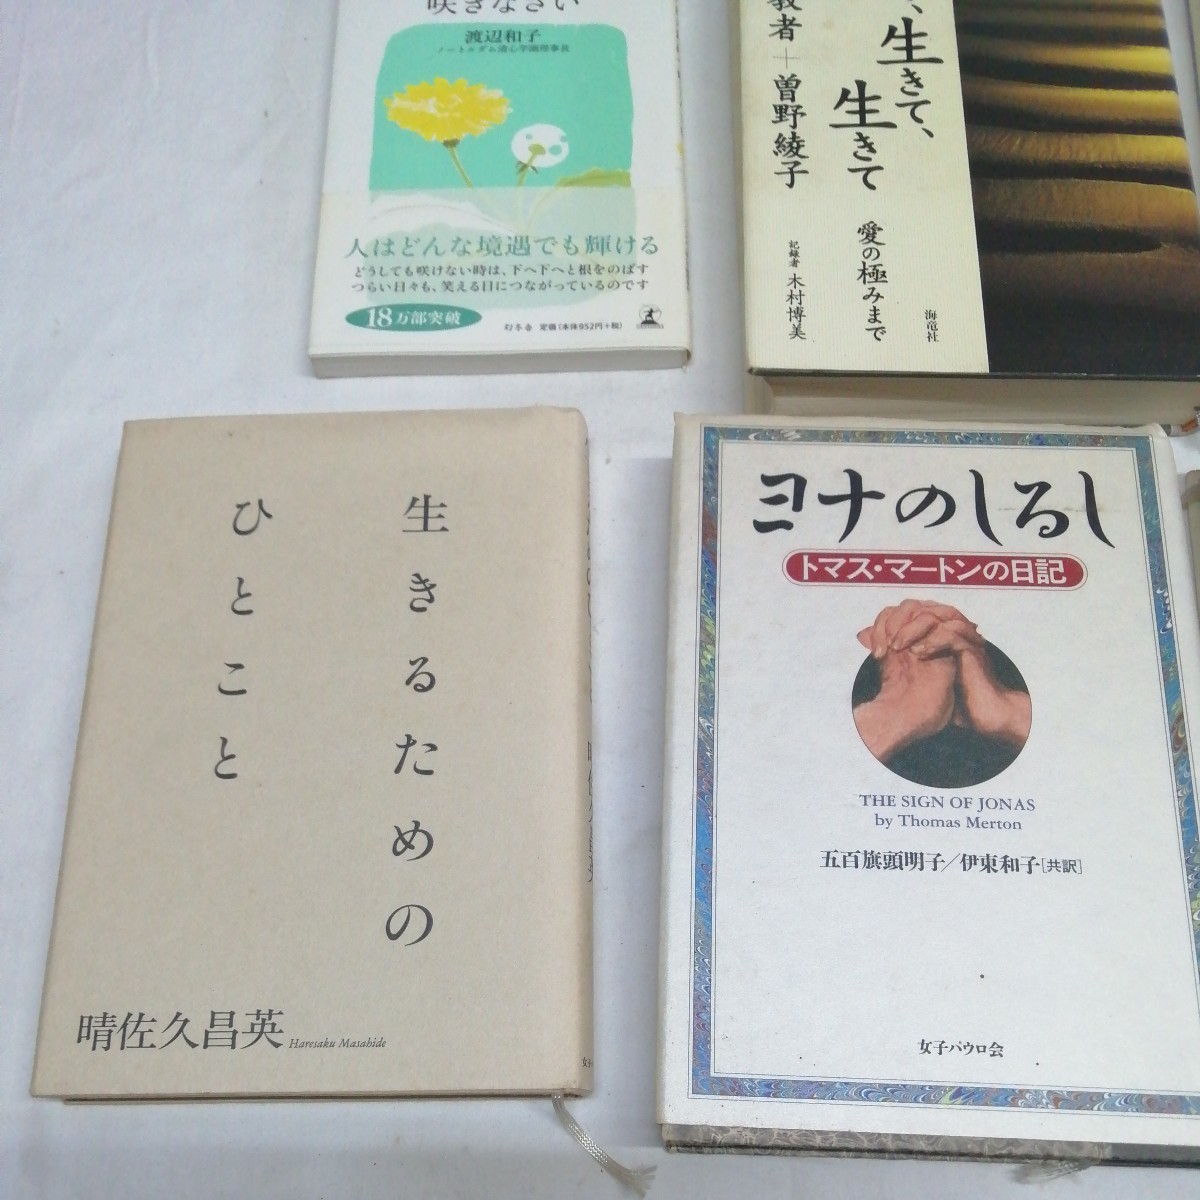 咲きなさい
渡辺和子
ノートルダム清心学園理事長
人はどんな境遇でも輝ける
どうしても咲けない時は、下へ下へと根をのばす
つらい日々も、笑える日につながっているのです
18万部突破
幻冬舎 定価(本体952円+税)
生きて、
生きて
愛の極みまで
教者+曽野綾子
記録者 木村博美
海竜社
生きるための
ひとこと
晴佐久昌英
Haresaku Masahide
ヨナのしるし
トマス・マートンの日記
THE SIGN OF JONAS
by Thomas Merton
五百旗頭明子/伊東和子[共訳]
女子パウロ会